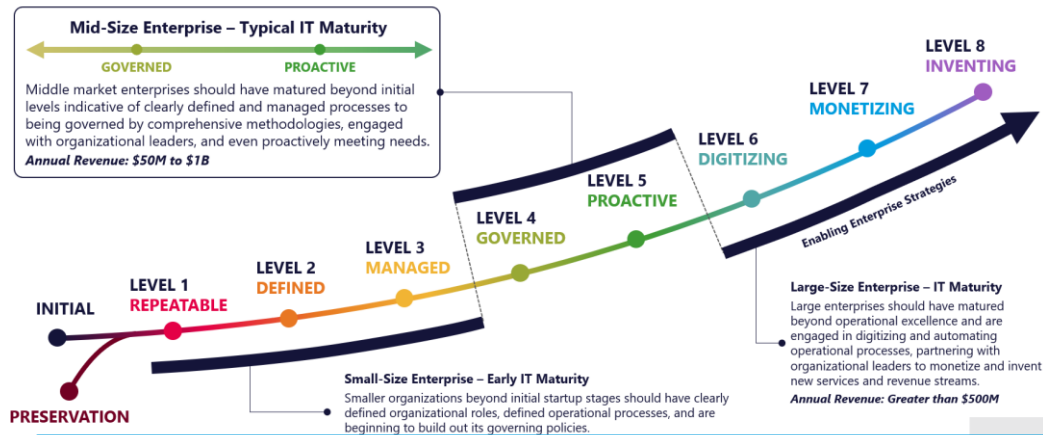 Mid-Size Enterprise – Typical IT Maturity
GOVERNED
PROACTIVE
Middle market enterprises should have matured beyond initial
levels indicative of clearly defined and managed processes to
being governed by comprehensive methodologies, engaged
with organizational leaders, and even proactively meeting needs.
Annual Revenue: $50M to $1B
INITIAL
PRESERVATION
LEVEL 1
REPEATABLE
LEVEL 2
DEFINED
LEVEL 3
MANAGED
LEVEL 4
GOVERNED
LEVEL 5
PROACTIVE
LEVEL 6
DIGITIZING
LEVEL 7
MONETIZING
LEVEL 8
INVENTING
Enabling Enterprise Strategies
Small-Size Enterprise – Early IT Maturity
Smaller organizations beyond initial startup stages should have clearly
defined organizational roles, defined operational processes, and are
beginning to build out its governing policies.
Large-Size Enterprise – IT Maturity
Large enterprises should have matured
beyond operational excellence and are
engaged in digitizing and automating
operational processes, partnering with
organizational leaders to monetize and invent
new services and revenue streams.
Annual Revenue: Greater than $500M